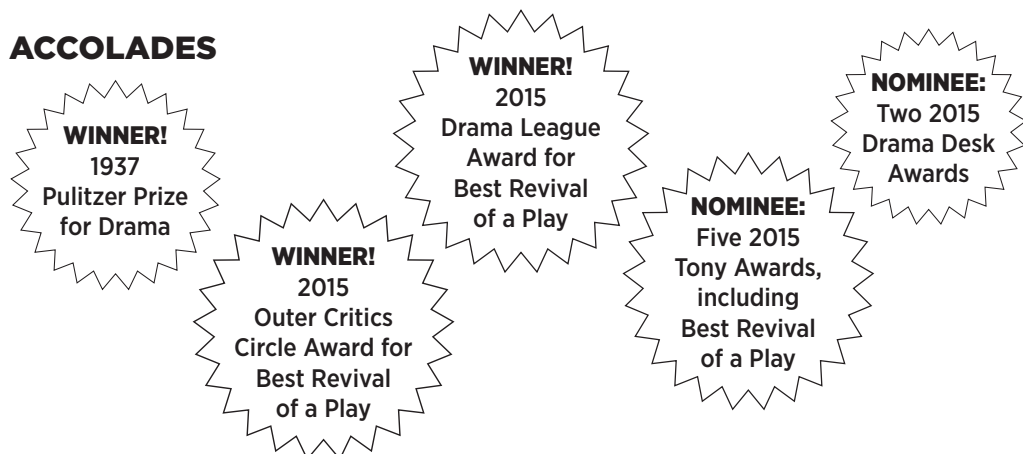 ACCOLADES
WINNER!
1937
Pulitzer Prize
for Drama
WINNER!
2015
Outer Critics
Circle Award for
Best Revival
of a Play
WINNER!
2015
Drama League
Award for
Best Revival
of a Play
NOMINEE:
Five 2015
Tony Awards,
including
Best Revival
of a Play
NOMINEE:
Two 2015
Drama Desk
Awards